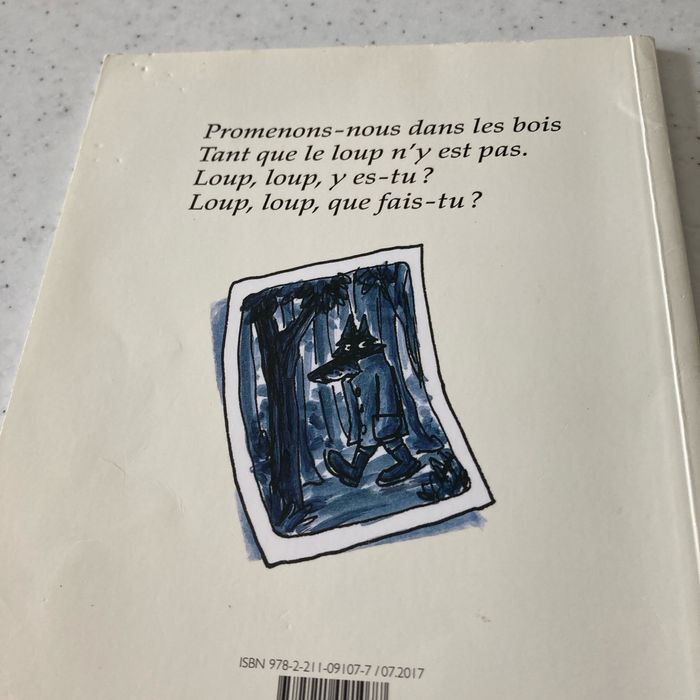 Promenons-nous dans les bois
Tant que le loup n'y est pas.
Loup, loup, y es-tu ?
Loup, loup, que fais-tu ?
ISBN 978-2-211-09107-7 / 07.2017